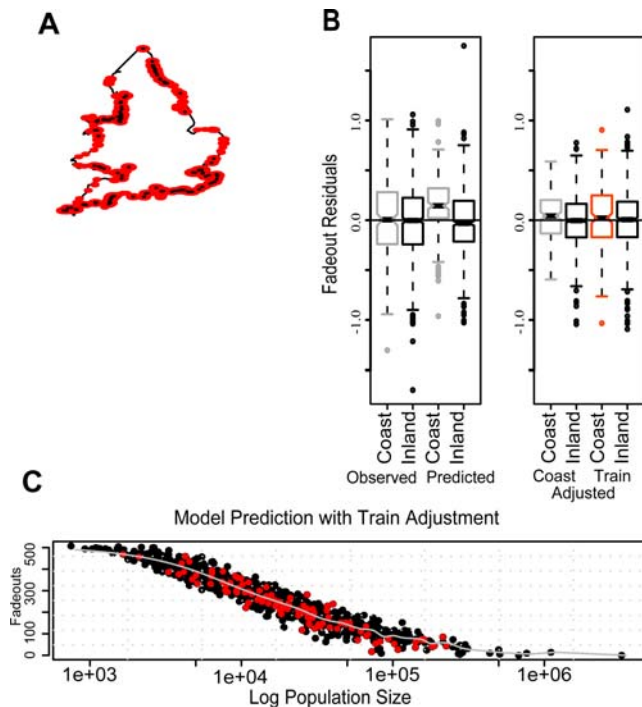 A
B
Fadeout Residuals
1.0
0.0
-1.0
1.0
0.0
-1.0
Coast
Inland
Coast
Inland
Observed Predicted
Coast
Inland
Coast
Inland
Coast Train
Adjusted
C
Model Prediction with Train Adjustment
Fadeouts
500
300
100
0
1e+03 1e+04 1e+05 1e+06
Log Population Size